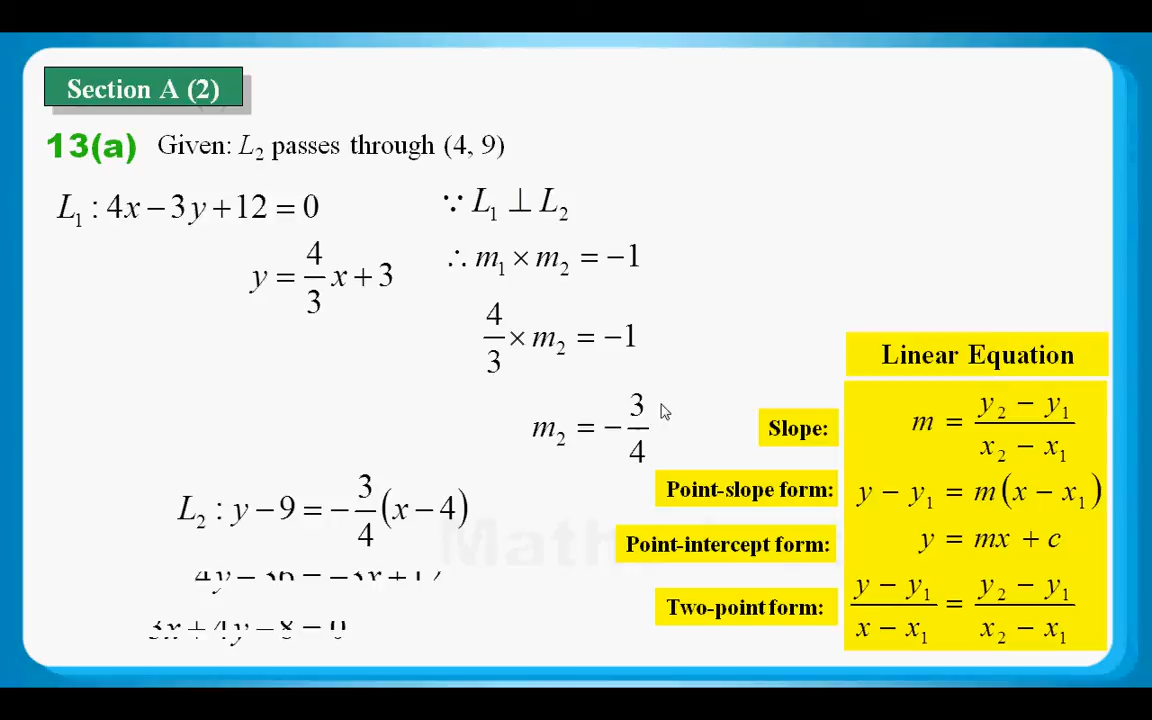 Section A (2)
13(a) Given: L₂ passes through (4, 9)
L₁ : 4x − 3y + 12 = 0
y = 4/3 x + 3
∵ L₁ ⊥ L₂
∴ m₁ × m₂ = −1
4/3 × m₂ = −1
m₂ = − 3/4
L₂ : y − 9 = − 3/4 (x − 4)
Linear Equation
Slope: m = (y₂ − y₁)/(x₂ − x₁)
Point-slope form: y − y₁ = m(x − x₁)
Point-intercept form: y = mx + c
Two-point form: (y − y₁)/(x − x₁) = (y₂ − y₁)/(x₂ − x₁)